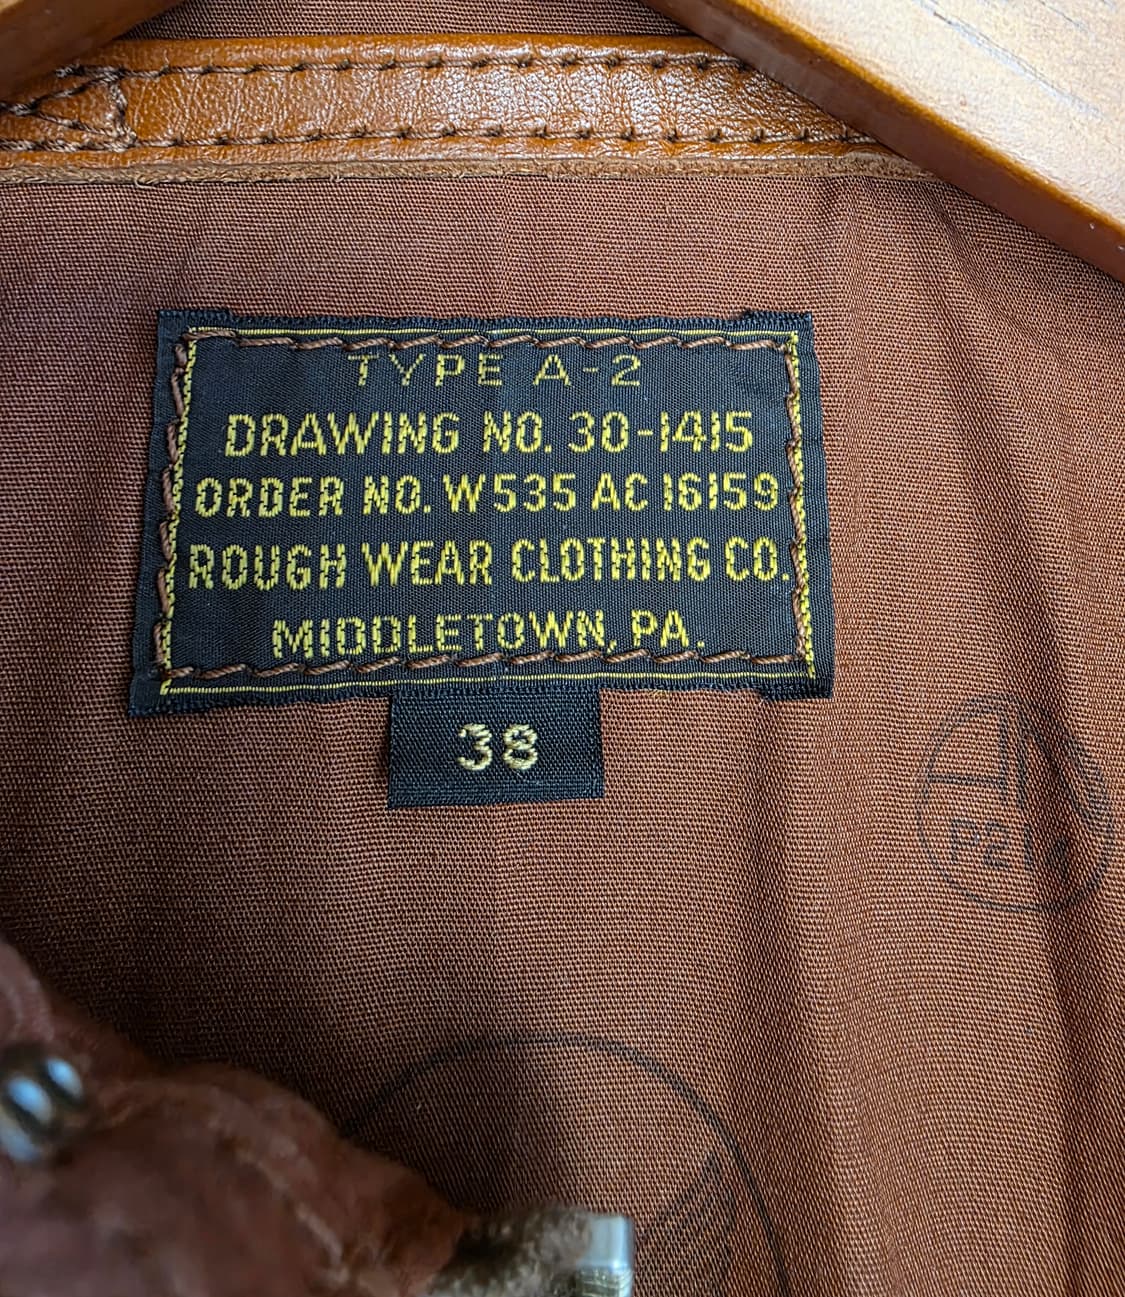 TYPE A-2
DRAWING NO. 30-1415
ORDER NO. W535 AC 16159
ROUGH WEAR CLOTHING CO.
MIDDLETOWN, PA.
38